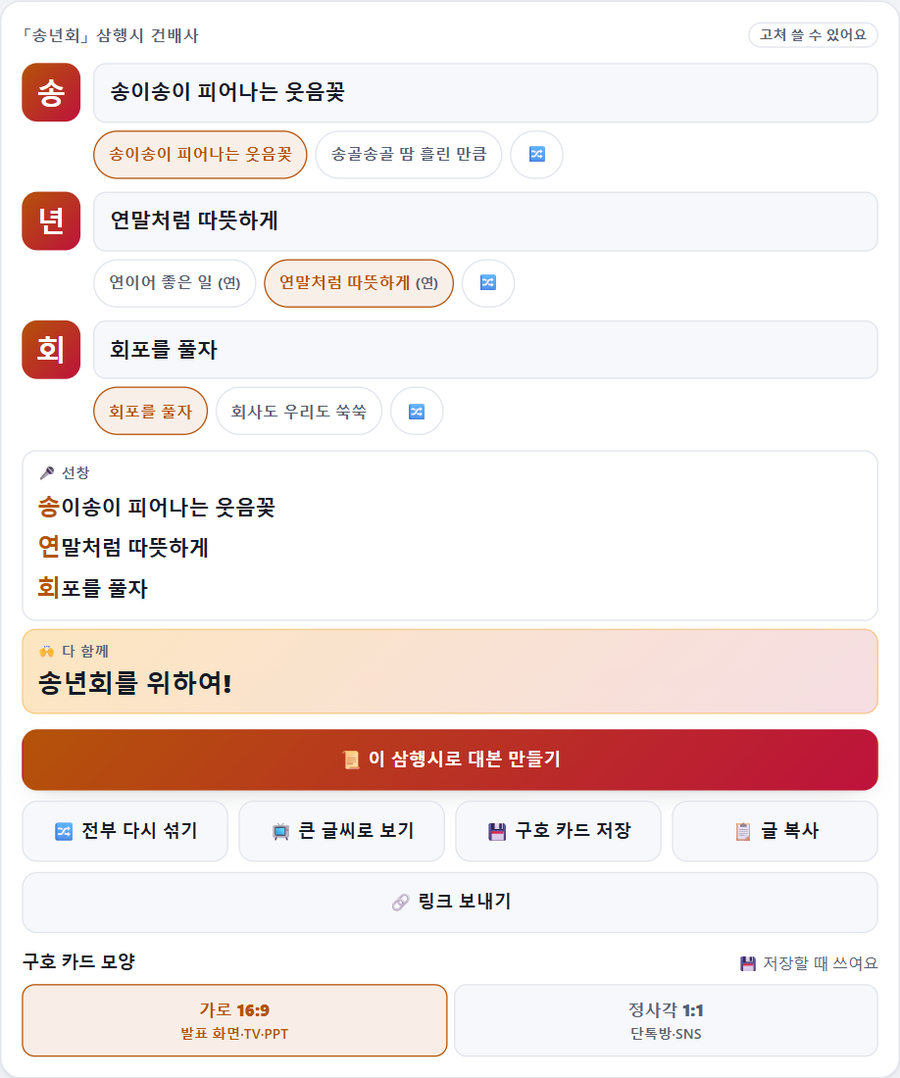 「송년회」 삼행시 건배사
고쳐 쓸 수 있어요
송
송이송이 피어나는 웃음꽃
송이송이 피어나는 웃음꽃
송골송골 땀 흘린 만큼
년
연말처럼 따뜻하게
연이어 좋은 일 (연)
연말처럼 따뜻하게 (연)
회
회포를 풀자
회포를 풀자
회사도 우리도 쑥쑥
선창
송이송이 피어나는 웃음꽃
연말처럼 따뜻하게
회포를 풀자
다 함께
송년회를 위하여!
이 삼행시로 대본 만들기
전부 다시 섞기
큰 글씨로 보기
구호 카드 저장
글 복사
링크 보내기
구호 카드 모양
저장할 때 쓰여요
가로 16:9
발표 화면·TV·PPT
정사각 1:1
단톡방·SNS